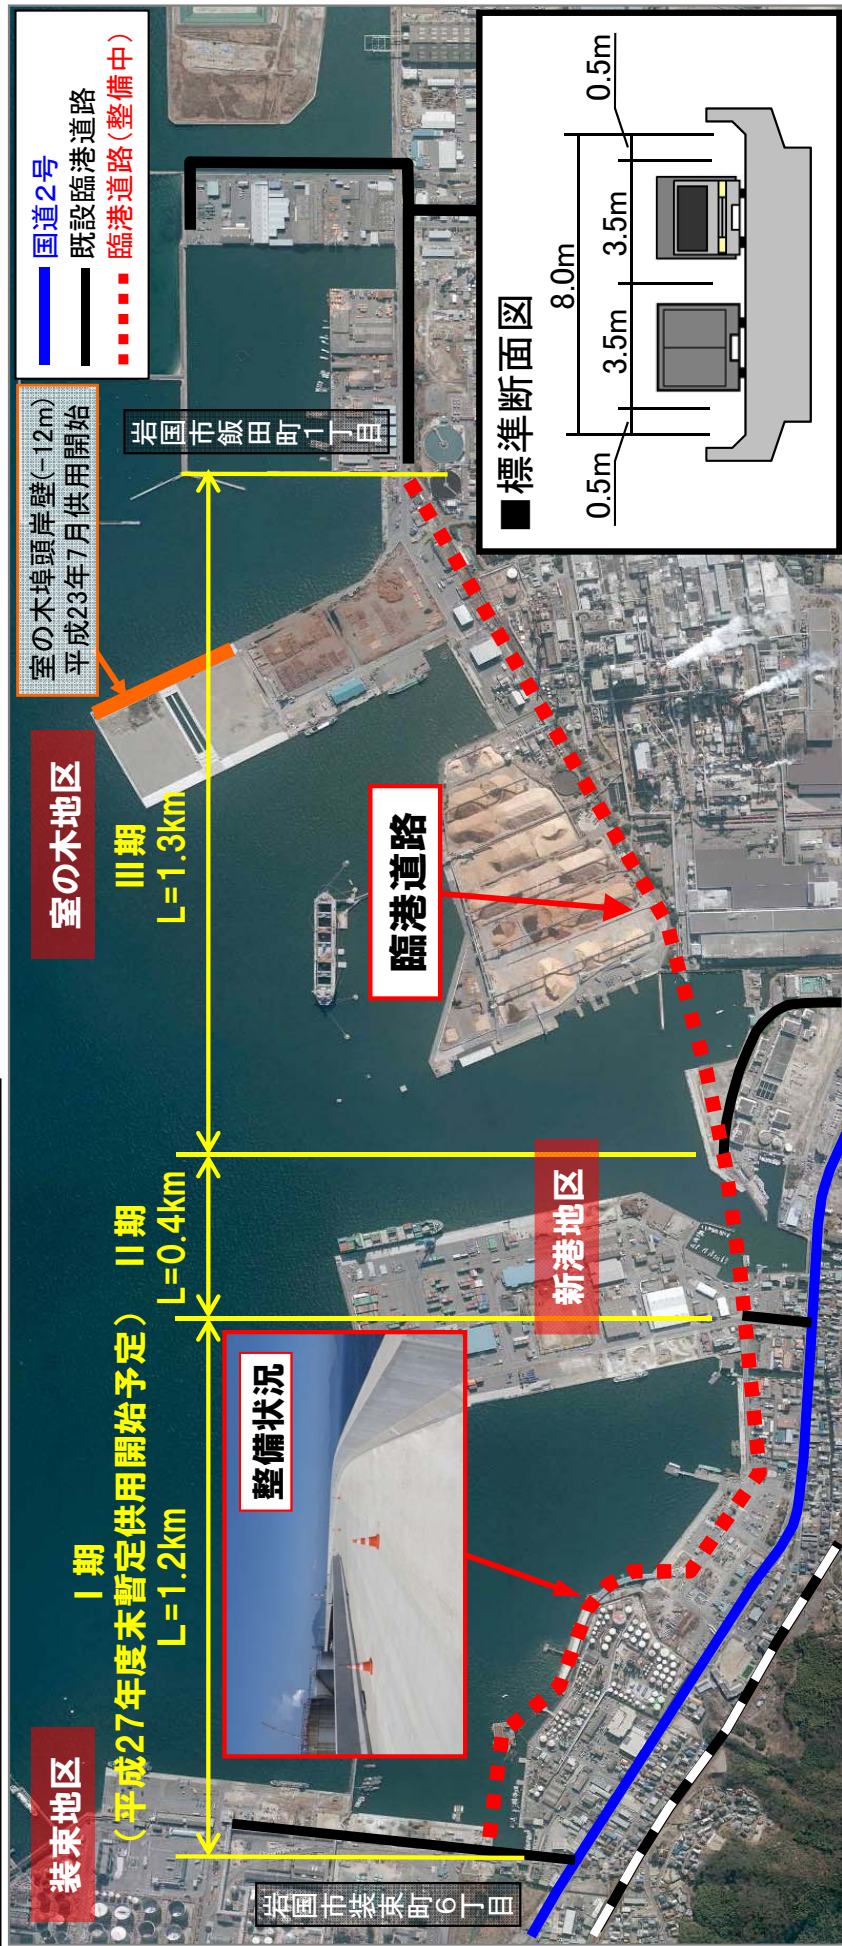 装束地区
Ⅰ期
(平成27年度末暫定供用開始予定)
L=1.2km
Ⅱ期
L=0.4km
室の木地区
Ⅲ期
L=1.3km
室の木埠頭岸壁(-12m)
平成23年7月供用開始
国道2号
既設臨港道路
臨港道路(整備中)
岩国市飯田町1丁目
整備状況
臨港道路
新港地区
岩国市装束町6丁目
■標準断面図
8.0m
0.5m
3.5m
3.5m
0.5m